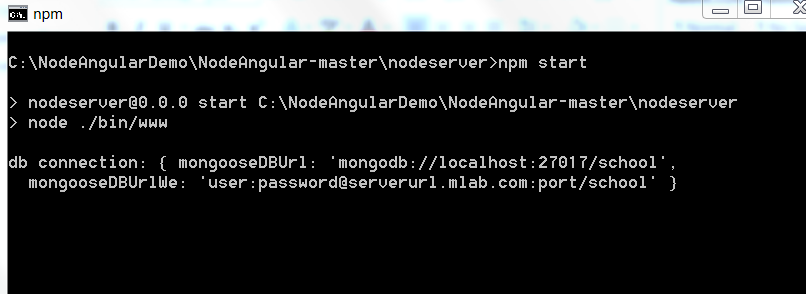 npm
C:\NodeAngularDemo\NodeAngular-master\nodeserver>npm start
> nodeserver@0.0.0 start C:\NodeAngularDemo\NodeAngular-master\nodeserver
> node ./bin/www
db connection: { mongooseDBUrl: 'mongodb://localhost:27017/school',
mongooseDBUrlWe: 'user:password@serverurl.mlab.com:port/school' }